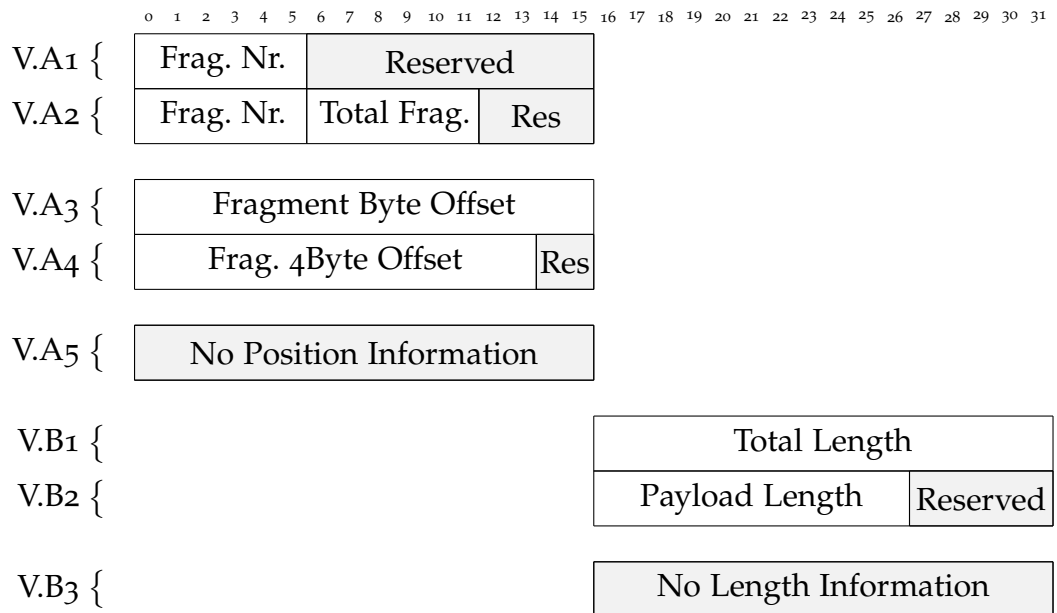 0 1 2 3 4 5 6 7 8 9 10 11 12 13 14 15 16 17 18 19 20 21 22 23 24 25 26 27 28 29 30 31
V.A1 { Frag. Nr. Reserved
V.A2 { Frag. Nr. Total Frag. Res
V.A3 { Fragment Byte Offset
V.A4 { Frag. 4Byte Offset Res
V.A5 { No Position Information
V.B1 { Total Length
V.B2 { Payload Length Reserved
V.B3 { No Length Information